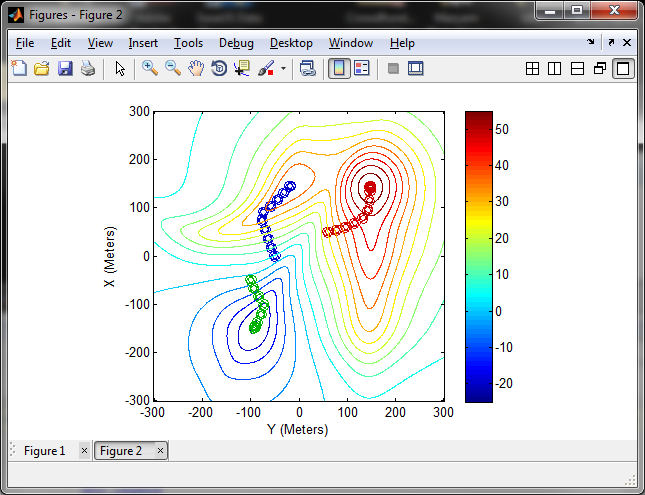 Figures - Figure 2
File Edit View Insert Tools Debug Desktop Window Help
300
200
100
0
-100
-200
-300
X (Meters)
-300 -200 -100 0 100 200 300
Y (Meters)
50
40
30
20
10
0
-10
-20
Figure 1 Figure 2